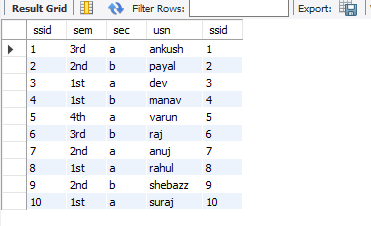 Result Grid Filter Rows: Export:
ssid sem sec usn ssid
1 3rd a ankush 1
2 2nd b payal 2
3 1st a dev 3
4 1st b manav 4
5 4th a varun 5
6 3rd b raj 6
7 2nd a anuj 7
8 1st a rahul 8
9 2nd b shebazz 9
10 1st a suraj 10